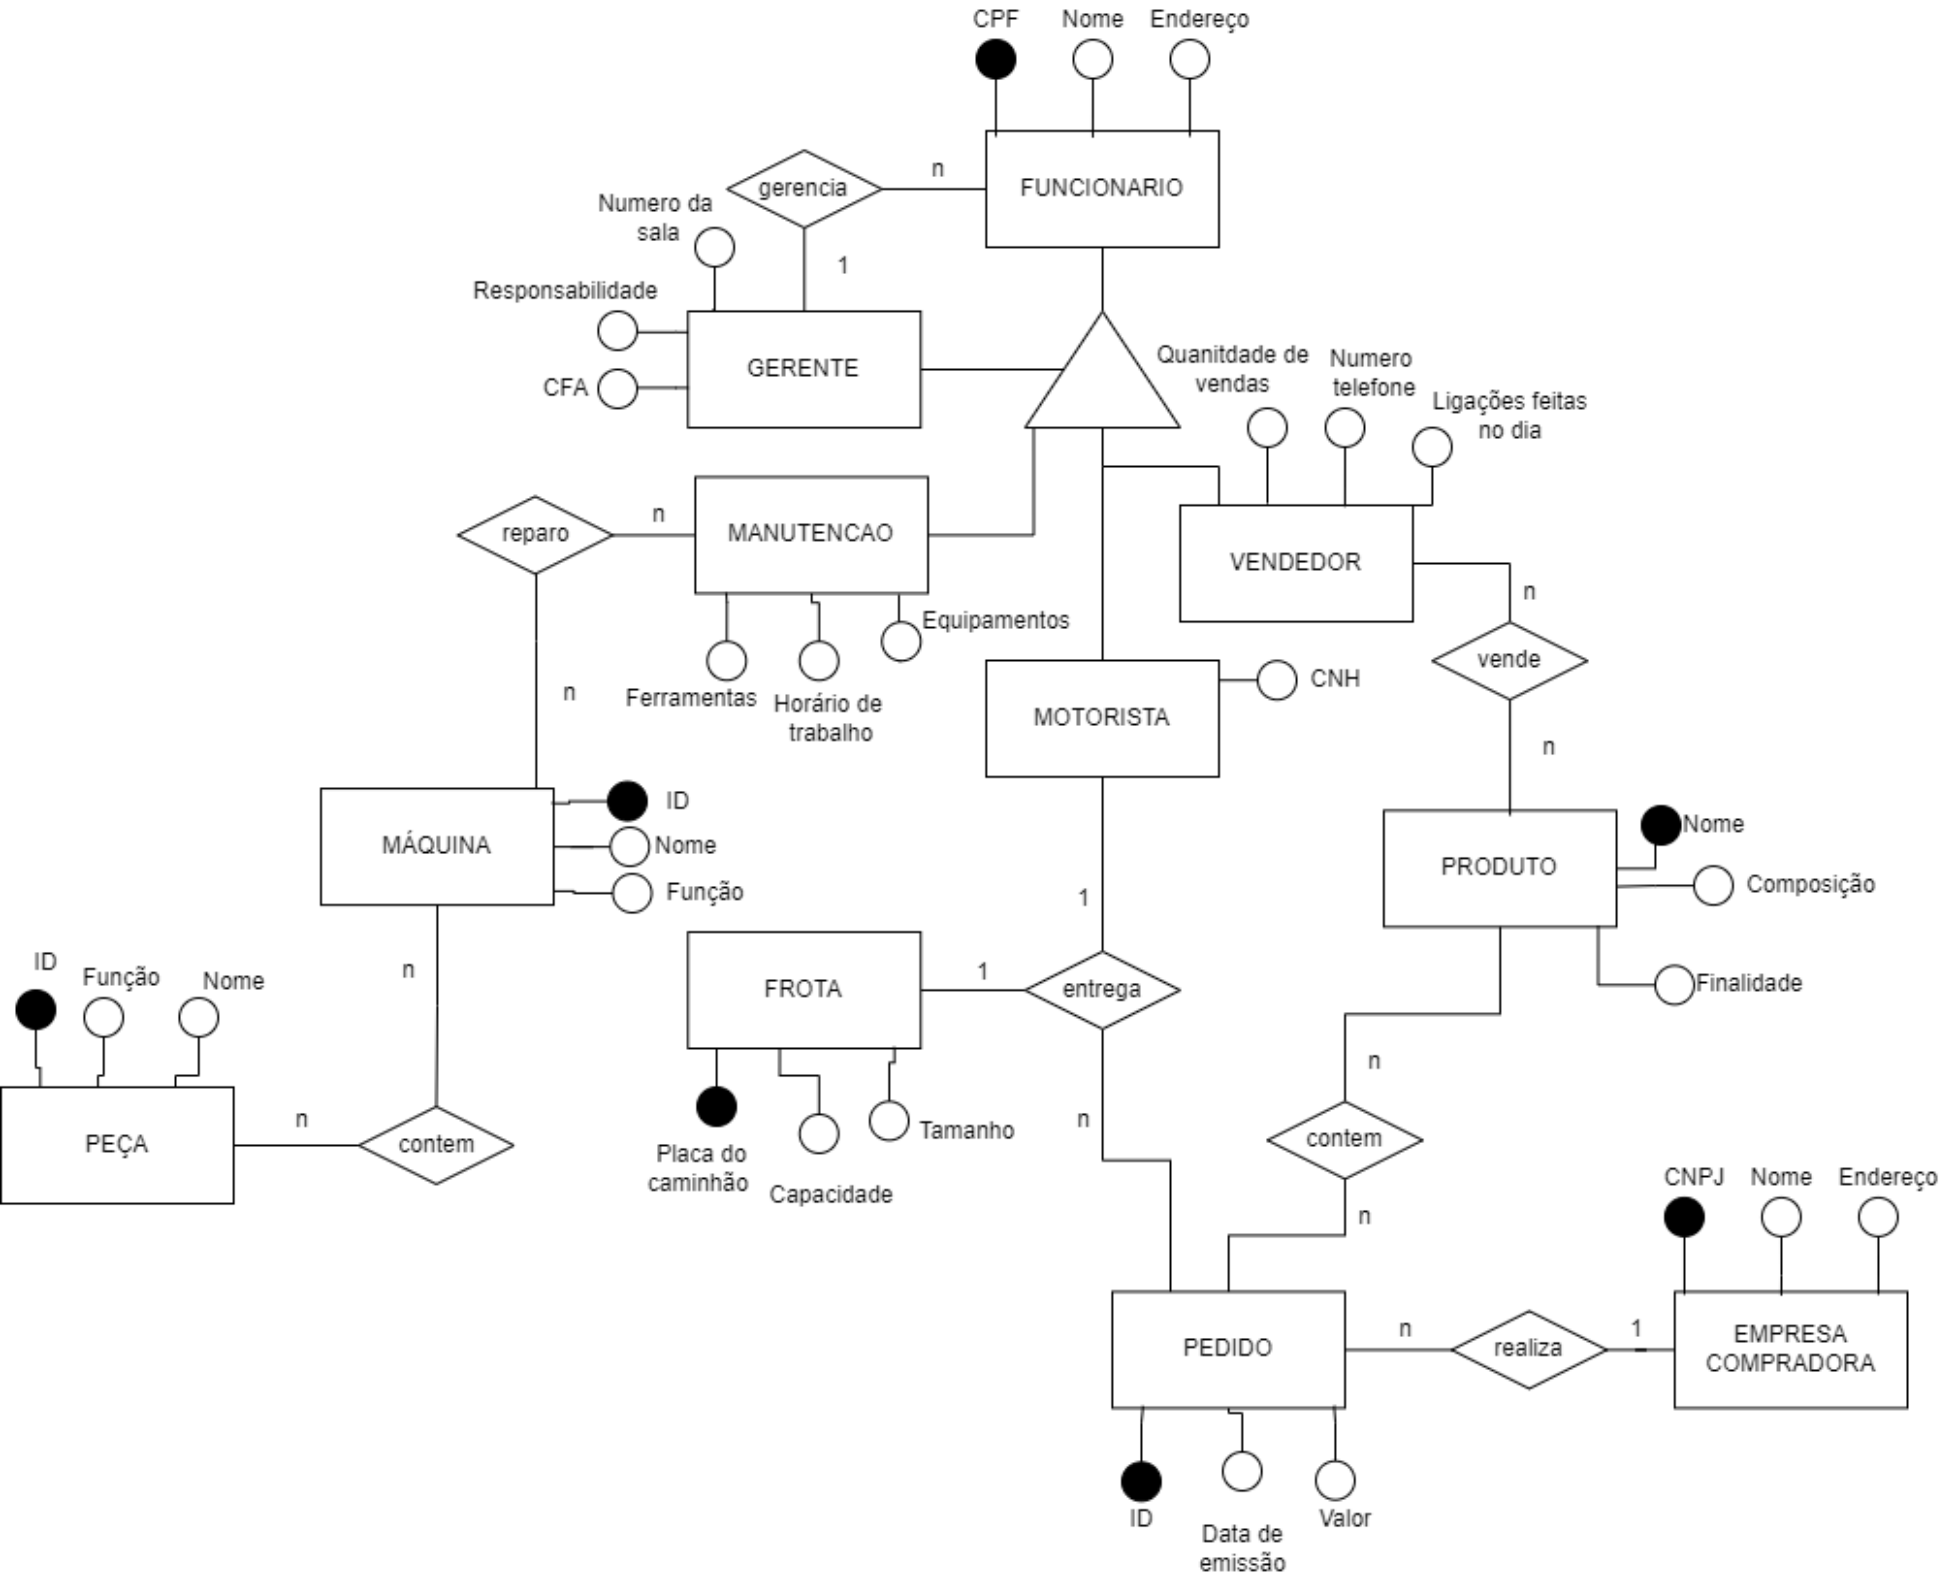 CPF
Nome
Endereço
FUNCIONARIO
n
gerencia
1
Numero da
sala
Responsabilidade
CFA
GERENTE
Quanitdade de
vendas
Numero
telefone
Ligações feitas
no dia
VENDEDOR
MANUTENCAO
n
reparo
n
Ferramentas
Horário de
trabalho
Equipamentos
n
vende
n
CNH
MOTORISTA
MÁQUINA
ID
Nome
Função
PRODUTO
Nome
Composição
Finalidade
1
FROTA
1
entrega
n
Placa do
caminhão
Capacidade
Tamanho
n
ID
Função
Nome
PEÇA
n
contem
n
contem
n
CNPJ
Nome
Endereço
PEDIDO
n
realiza
1
EMPRESA
COMPRADORA
ID
Data de
emissão
Valor